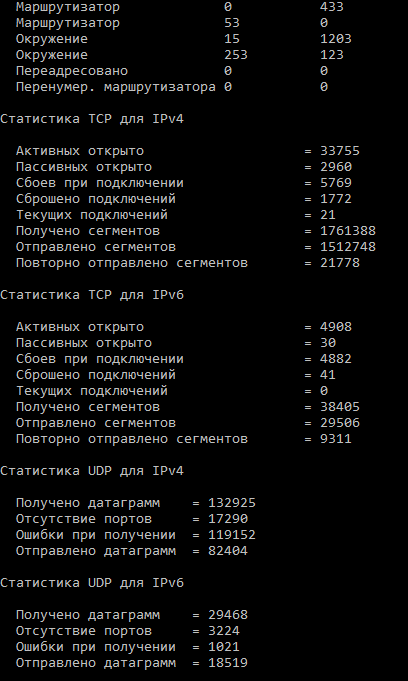 Маршрутизатор 0 433
Маршрутизатор 53 0
Окружение 15 1203
Окружение 253 123
Переадресовано 0 0
Перенумер. маршрутизатора 0 0
Статистика TCP для IPv4
Активных открыто = 33755
Пассивных открыто = 2960
Сбоев при подключении = 5769
Сброшено подключений = 1772
Текущих подключений = 21
Получено сегментов = 1761388
Отправлено сегментов = 1512748
Повторно отправлено сегментов = 21778
Статистика TCP для IPv6
Активных открыто = 4908
Пассивных открыто = 30
Сбоев при подключении = 4882
Сброшено подключений = 41
Текущих подключений = 0
Получено сегментов = 38405
Отправлено сегментов = 29506
Повторно отправлено сегментов = 9311
Статистика UDP для IPv4
Получено датаграмм = 132925
Отсутствие портов = 17290
Ошибки при получении = 119152
Отправлено датаграмм = 82404
Статистика UDP для IPv6
Получено датаграмм = 29468
Отсутствие портов = 3224
Ошибки при получении = 1021
Отправлено датаграмм = 18519